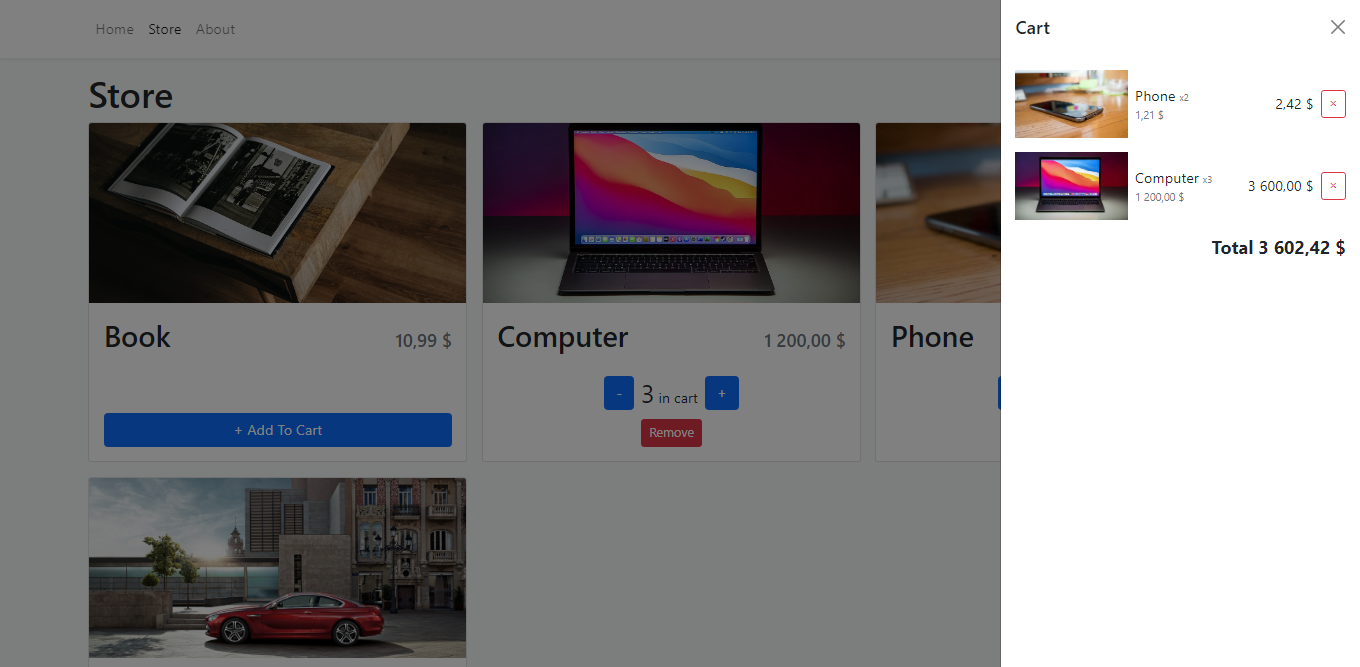 Home Store About
Store
Book
10,99 $
+ Add To Cart
Computer
1 200,00 $
- 3 in cart +
Remove
Phone
Cart
×
Phone x2
1,21 $
2,42 $
×
Computer x3
1 200,00 $
3 600,00 $
×
Total 3 602,42 $